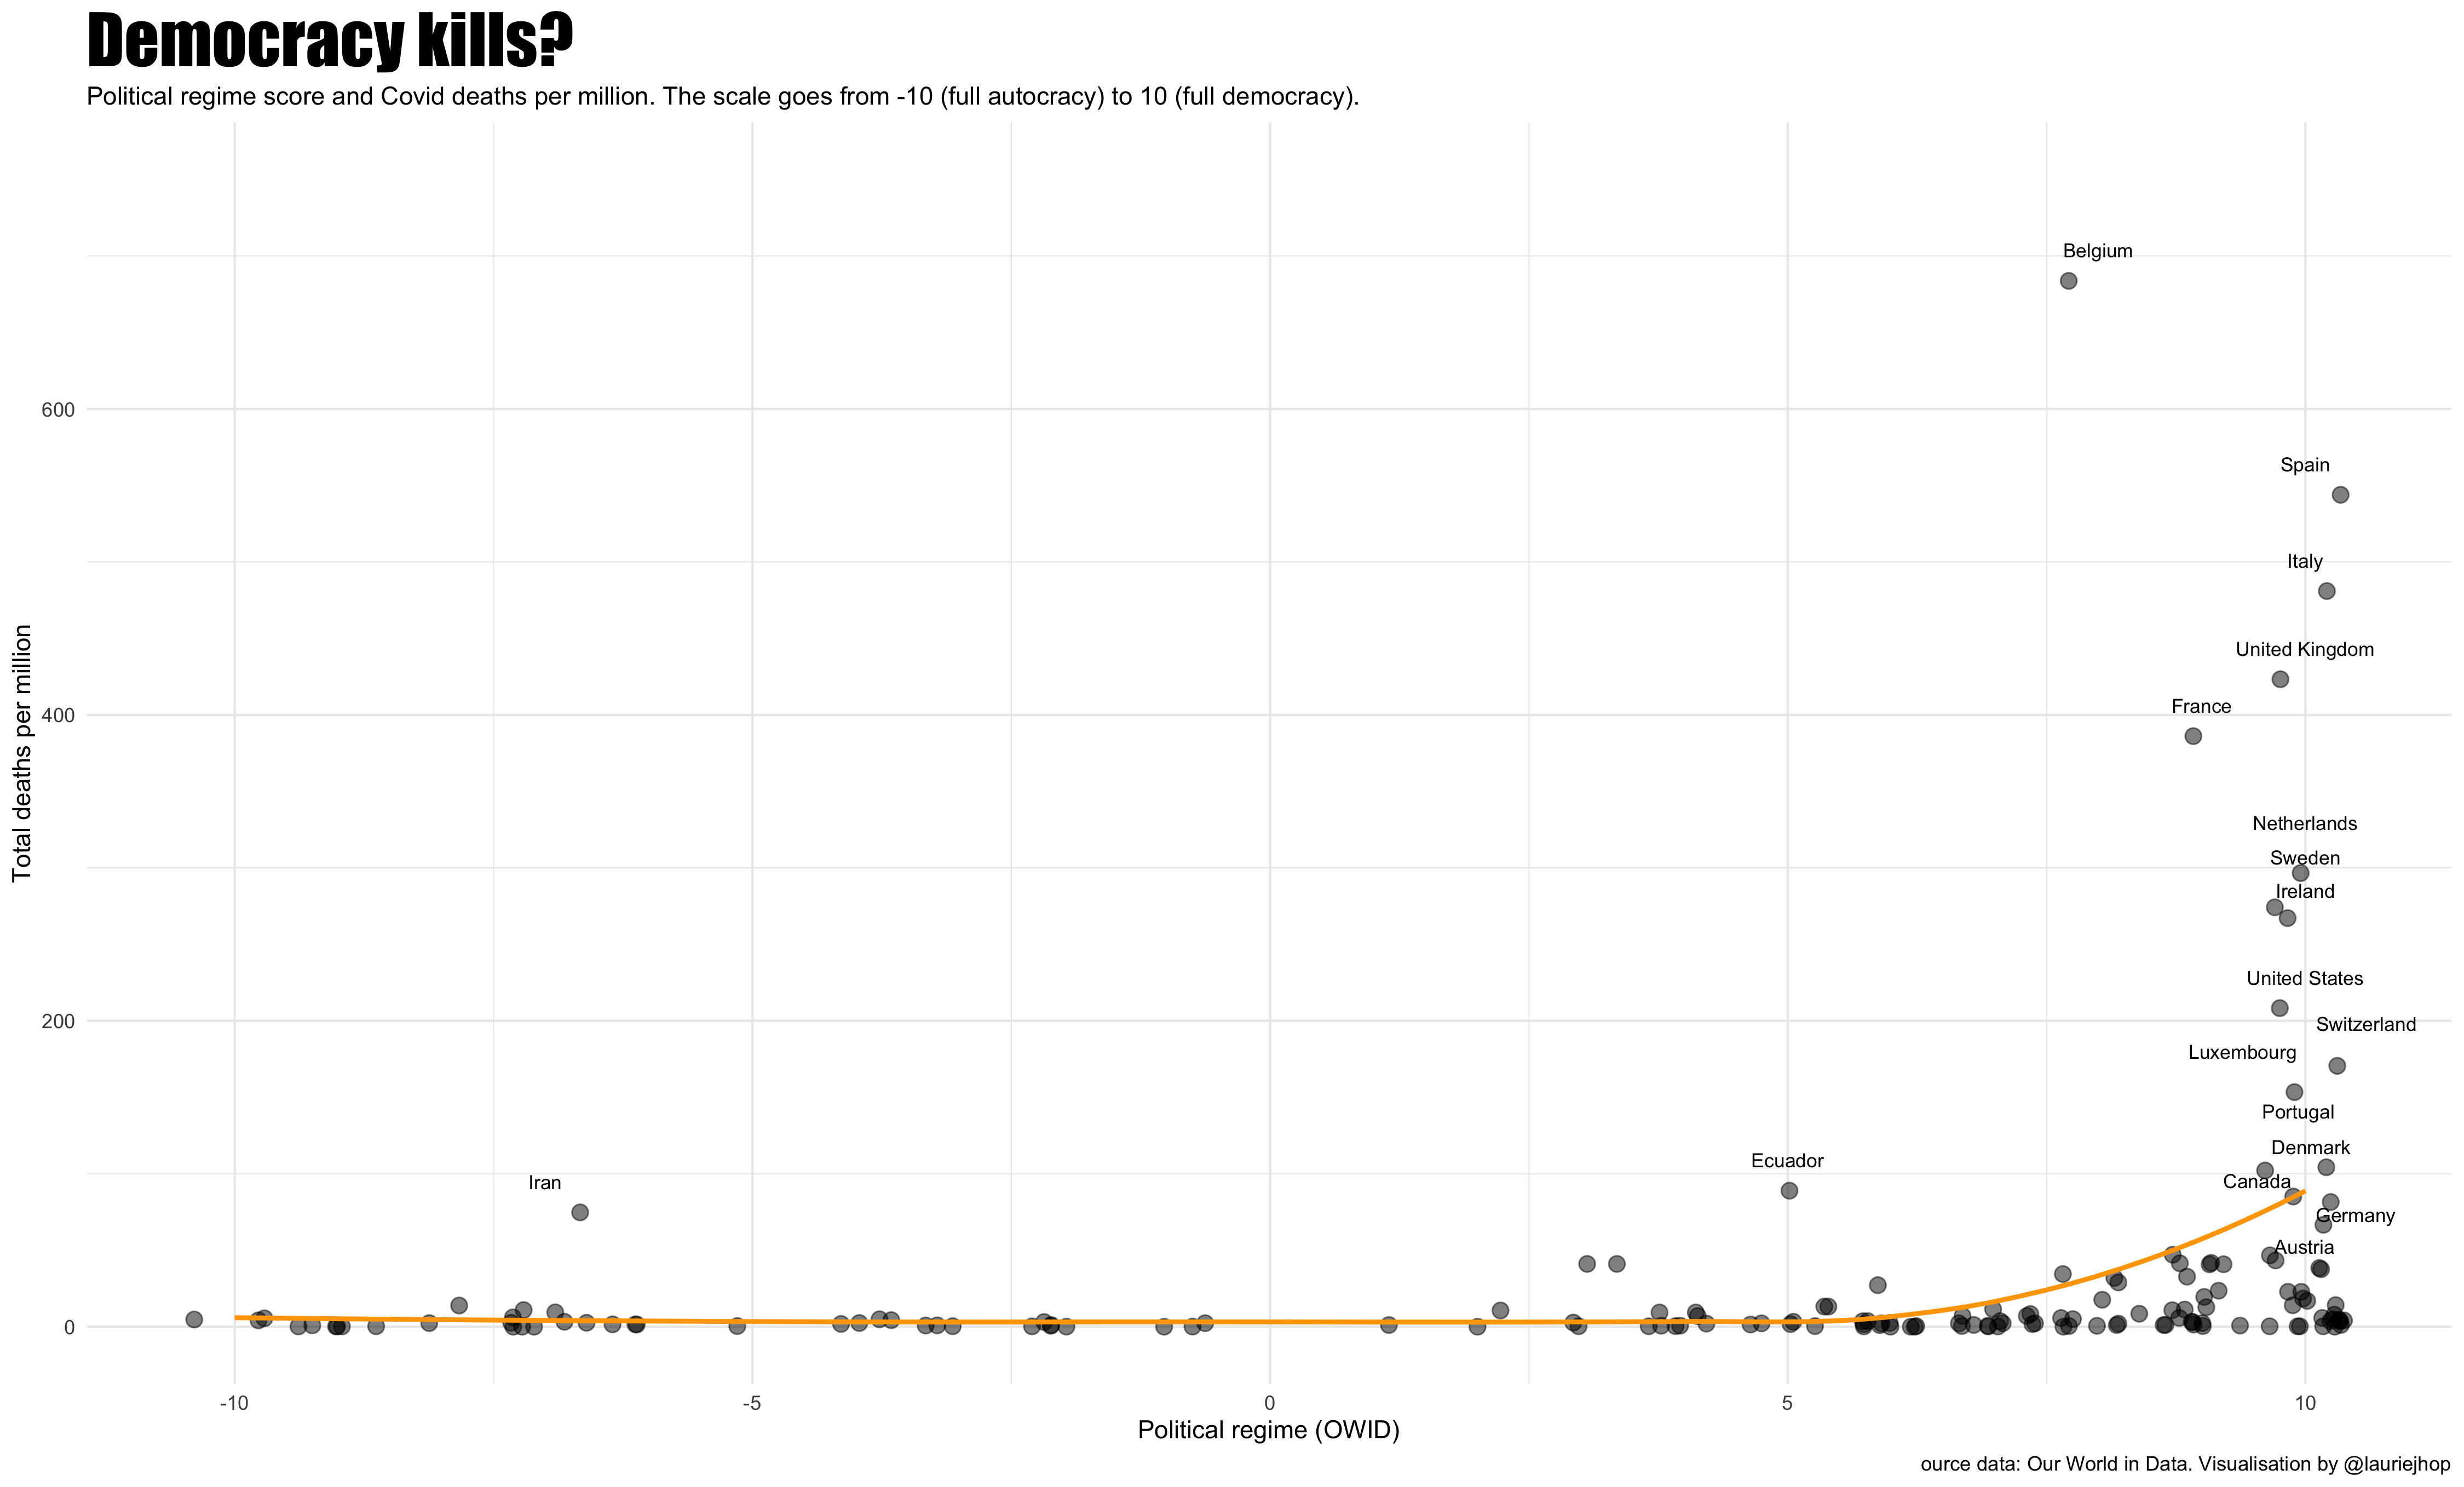 Democracy kills?
Political regime score and Covid deaths per million. The scale goes from -10 (full autocracy) to 10 (full democracy).
Belgium
600
Spain
Italy
United Kingdom
400
France
Netherlands
Sweden
Ireland
United States
200
Switzerland
Luxembourg
Portugal
Denmark
Ecuador
Canada
Iran
Germany
Austria
0
Total deaths per million
-10
-5
0
5
10
Political regime (OWID)
ource data: Our World in Data. Visualisation by @lauriejhop